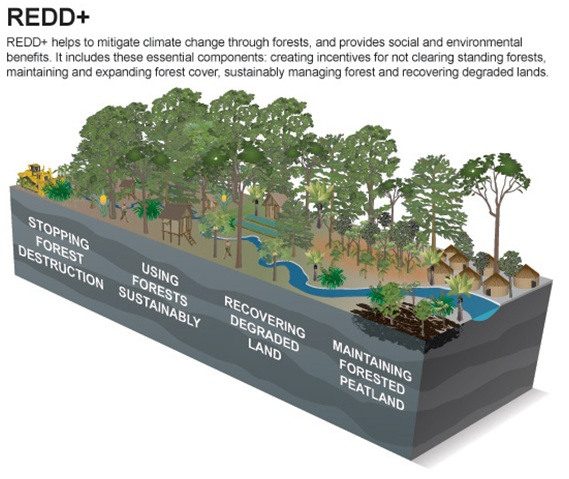 REDD+
REDD+ helps to mitigate climate change through forests, and provides social and environmental
benefits. It includes these essential components: creating incentives for not clearing standing forests,
maintaining and expanding forest cover, sustainably managing forest and recovering degraded lands.
STOPPING
FOREST
DESTRUCTION
USING
FORESTS
SUSTAINABLY
RECOVERING
DEGRADED
LAND
MAINTAINING
FORESTED
PEATLAND